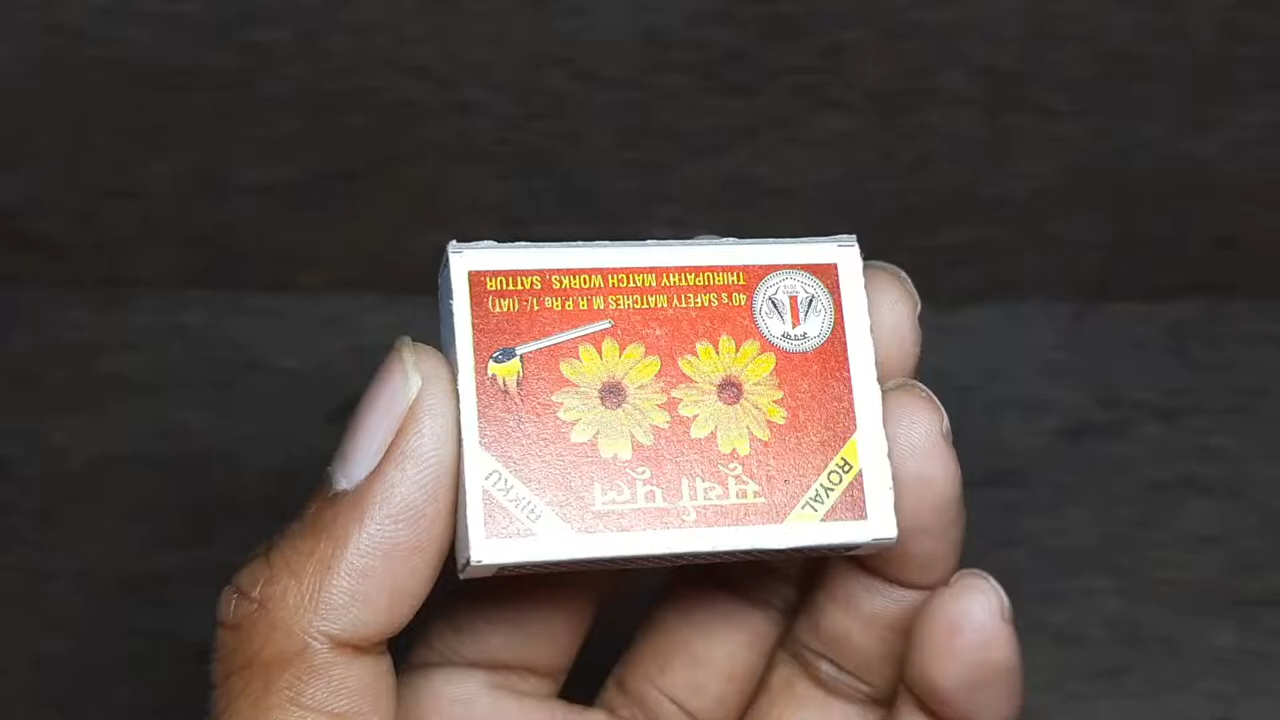 ROYAL
RIKKU
सूर्या फूल
40's SAFETY MATCHES M.R.P.Re.1/- (IAT)
THIRUPATHY MATCH WORKS, SATTUR.